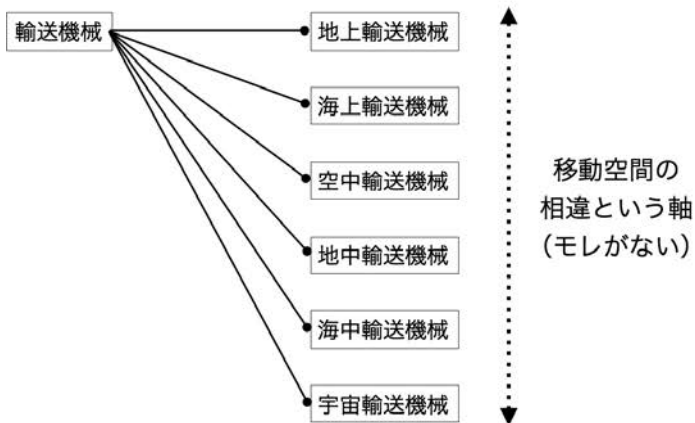 輸送機械
地上輸送機械
海上輸送機械
空中輸送機械
地中輸送機械
海中輸送機械
宇宙輸送機械
移動空間の
相違という軸
（モレがない）